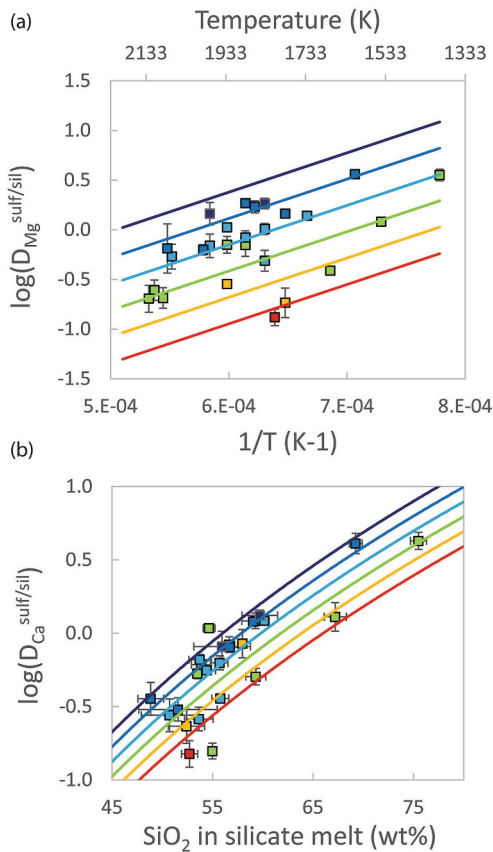 (a)
Temperature (K)
2133 1933 1733 1533 1333
1.5
1.0
0.5
0.0
-0.5
-1.0
-1.5
log(D_Mg^sulf/sil)
5.E-04 6.E-04 7.E-04 8.E-04
1/T (K-1)
(b)
1.0
0.5
0.0
-0.5
-1.0
log(D_Ca^sulf/sil)
45 55 65 75
SiO₂ in silicate melt (wt%)